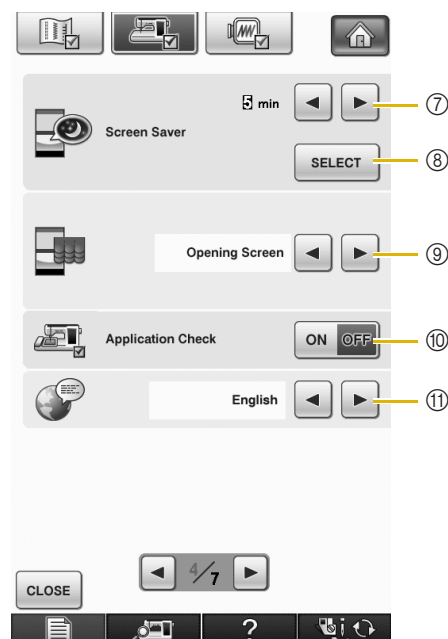 5 min
⑦
Screen Saver
SELECT
⑧
Opening Screen
⑨
Application Check
ON OFF
⑩
English
⑪
4/7
CLOSE
? i